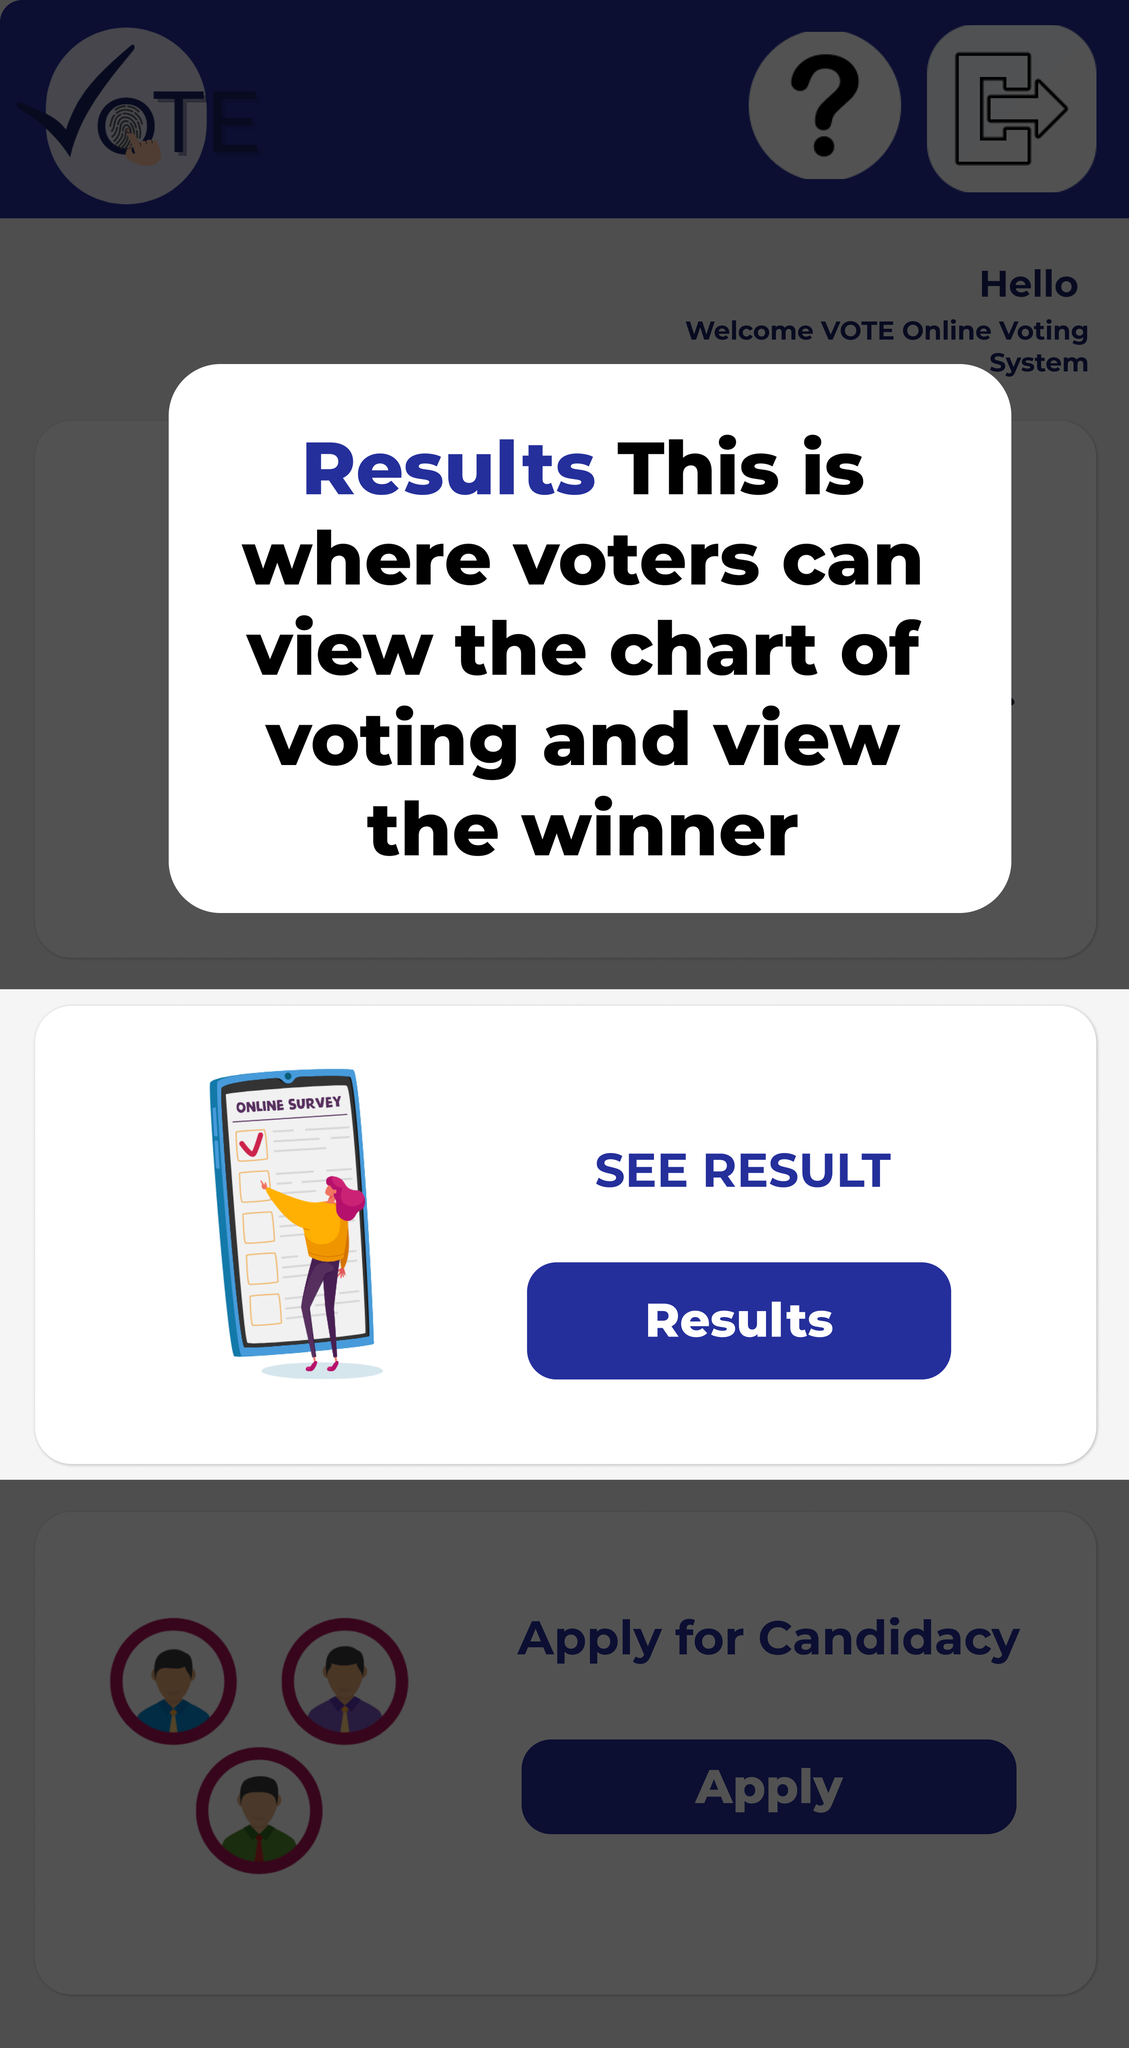 VOTE
?
Hello
Welcome VOTE Online Voting
System
Results This is
where voters can
view the chart of
voting and view
the winner
ONLINE SURVEY
SEE RESULT
Results
Apply for Candidacy
Apply